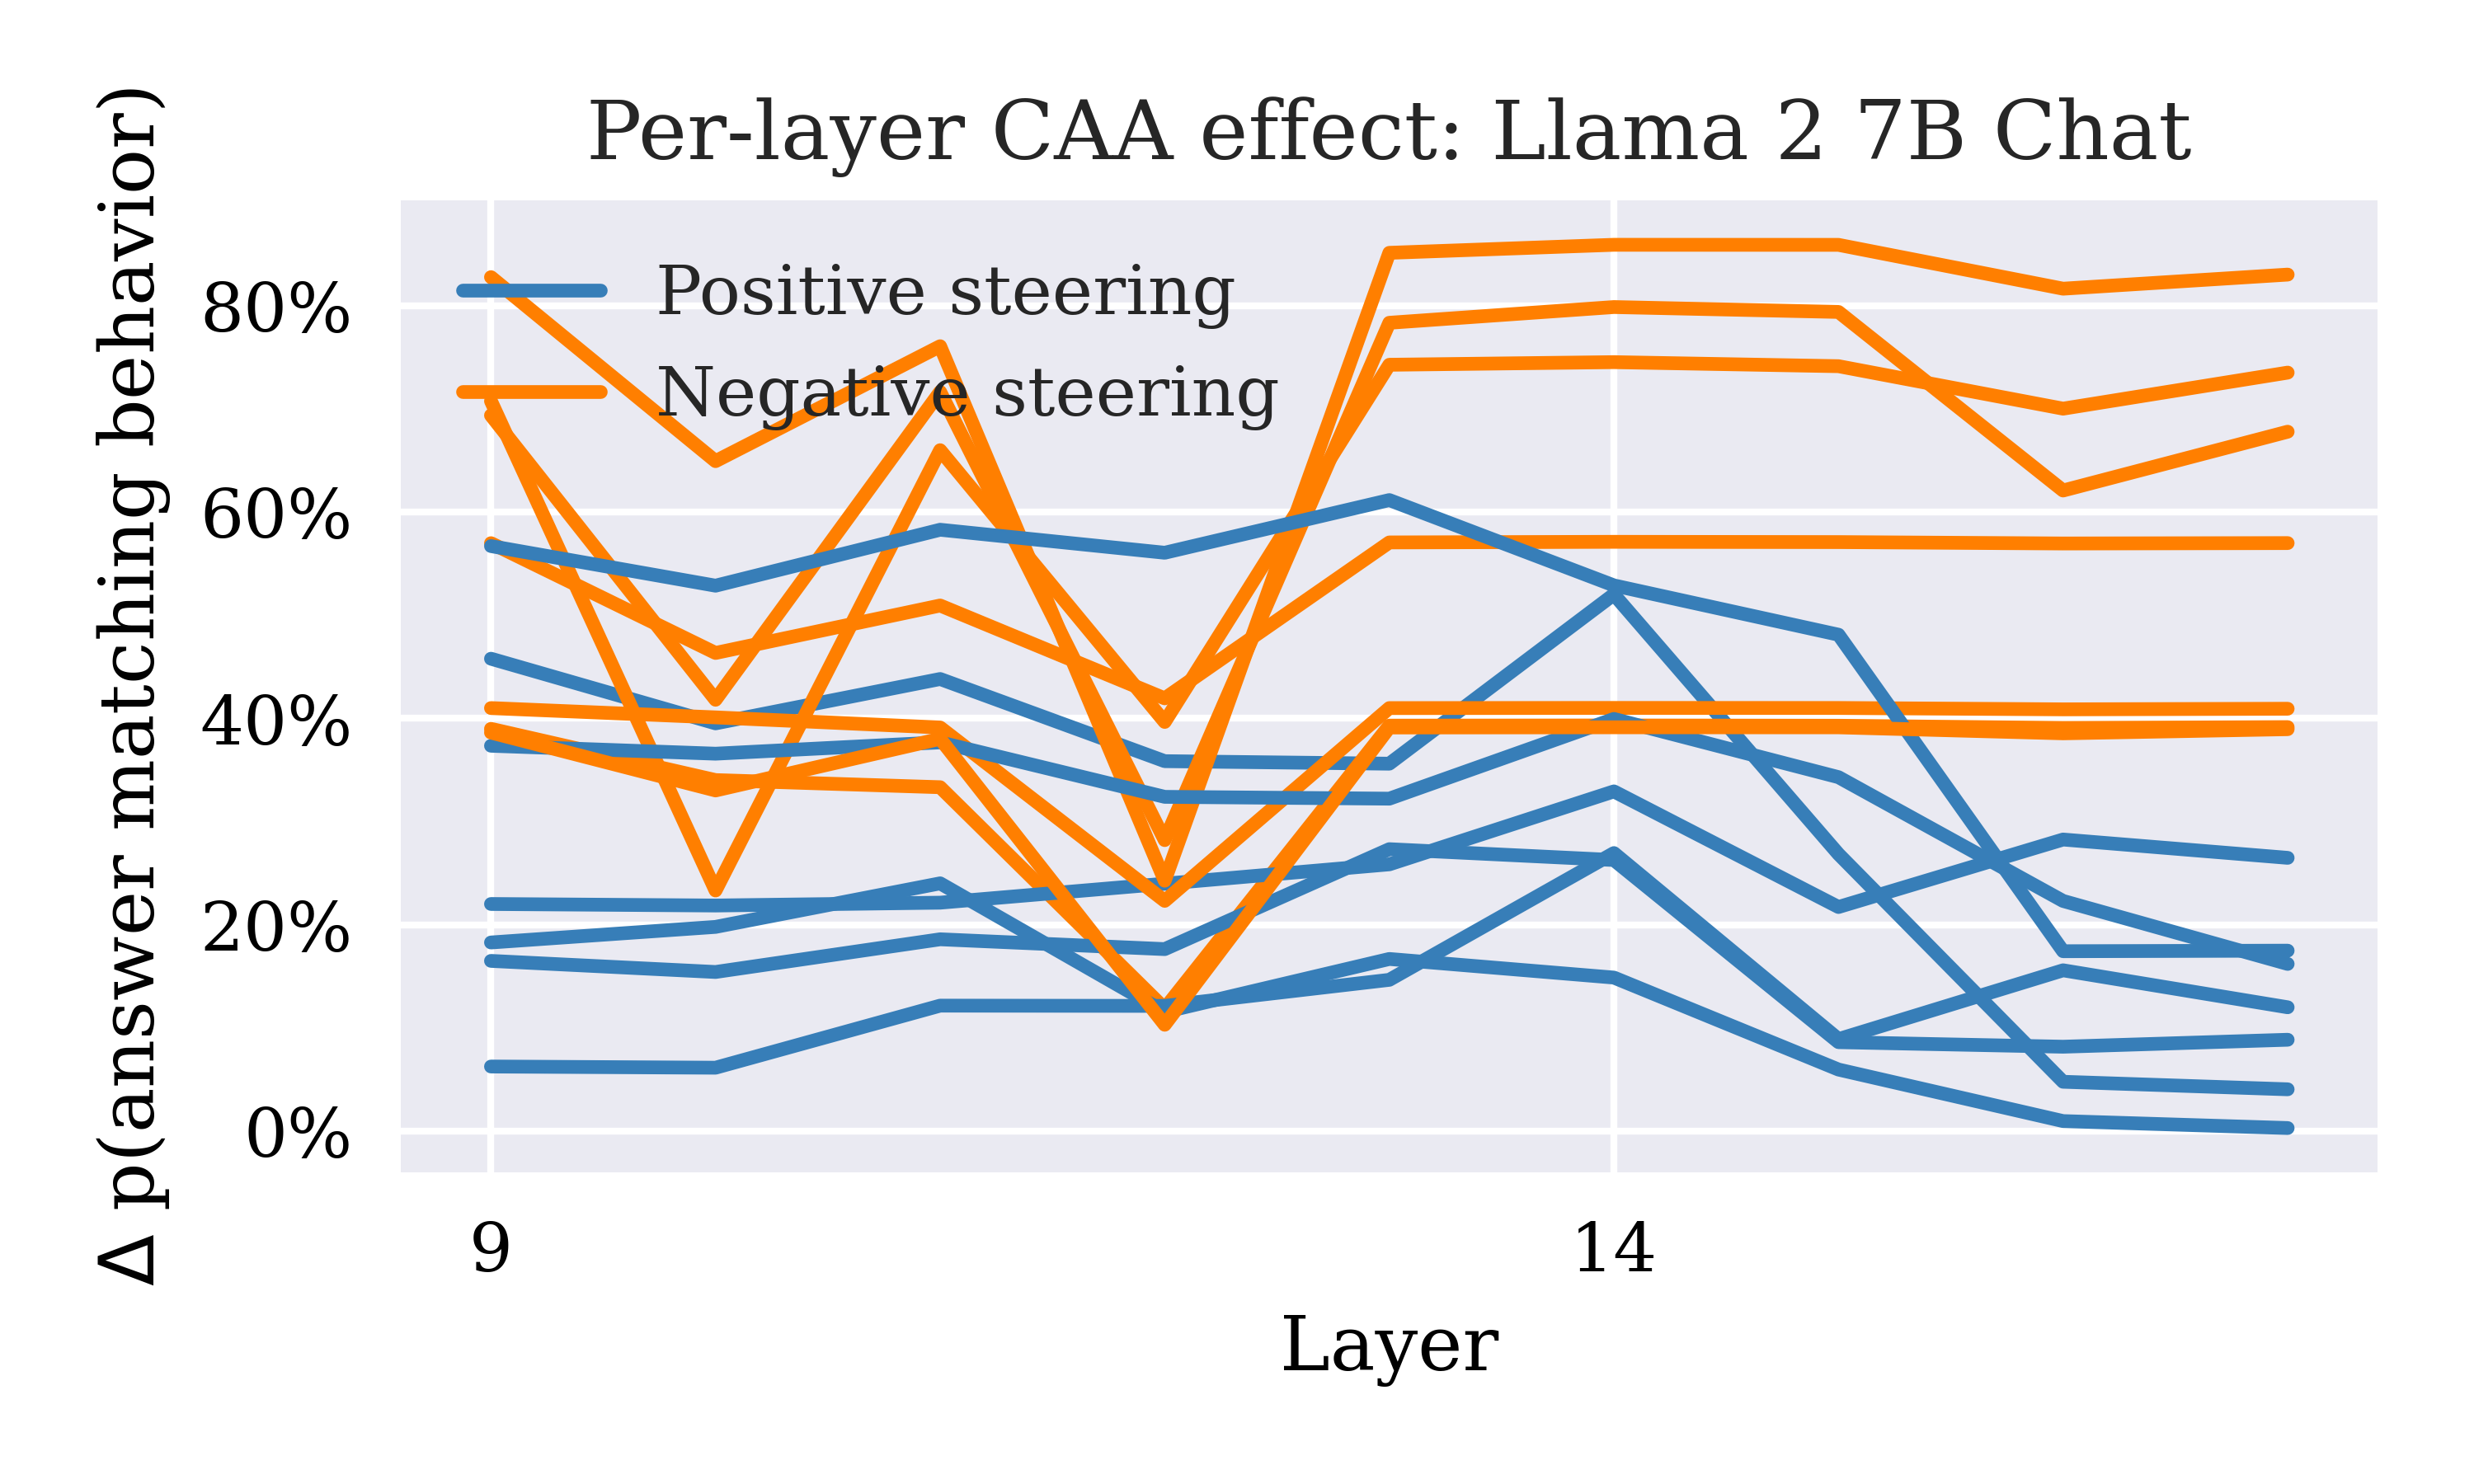 Per-layer CAA effect: Llama 2 7B Chat
Δ p(answer matching behavior)
80%
60%
40%
20%
0%
Positive steering
Negative steering
9
14
Layer